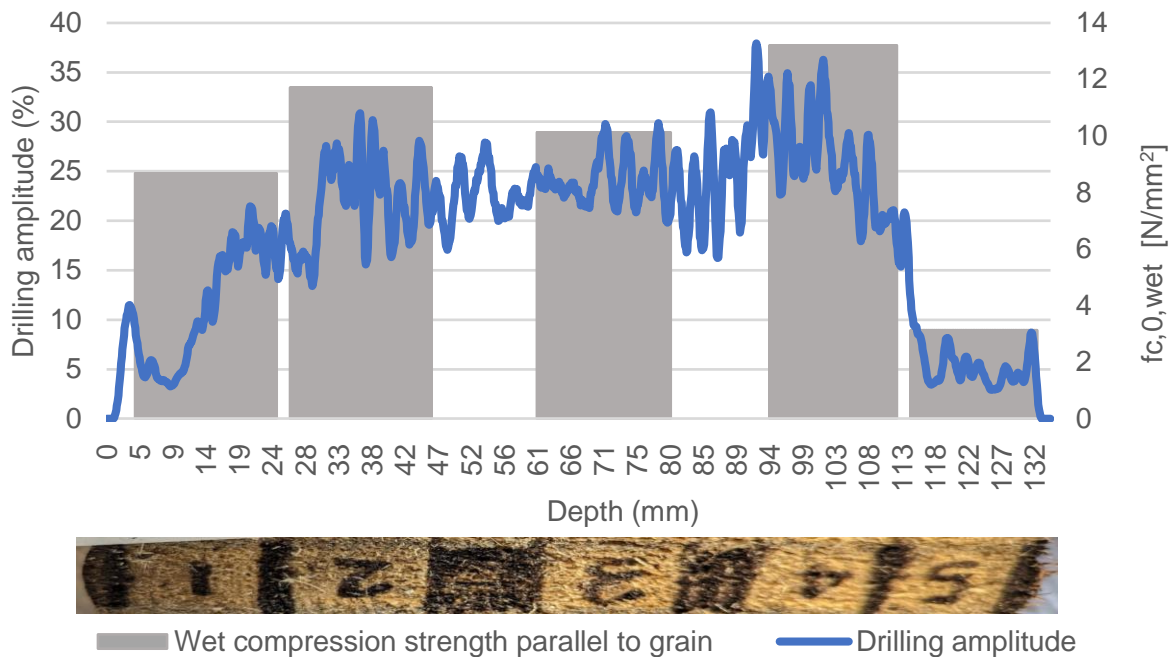 40
35
30
25
20
15
10
5
0
Drilling amplitude (%)
14
12
10
8
6
4
2
0
fc,0,wet [N/mm²]
0 5 9 14 19 24 28 33 38 42 47 52 56 61 66 71 75 80 85 89 94 99 103 108 113 118 122 127 132
Depth (mm)
1 2 3 4 5
Wet compression strength parallel to grain Drilling amplitude